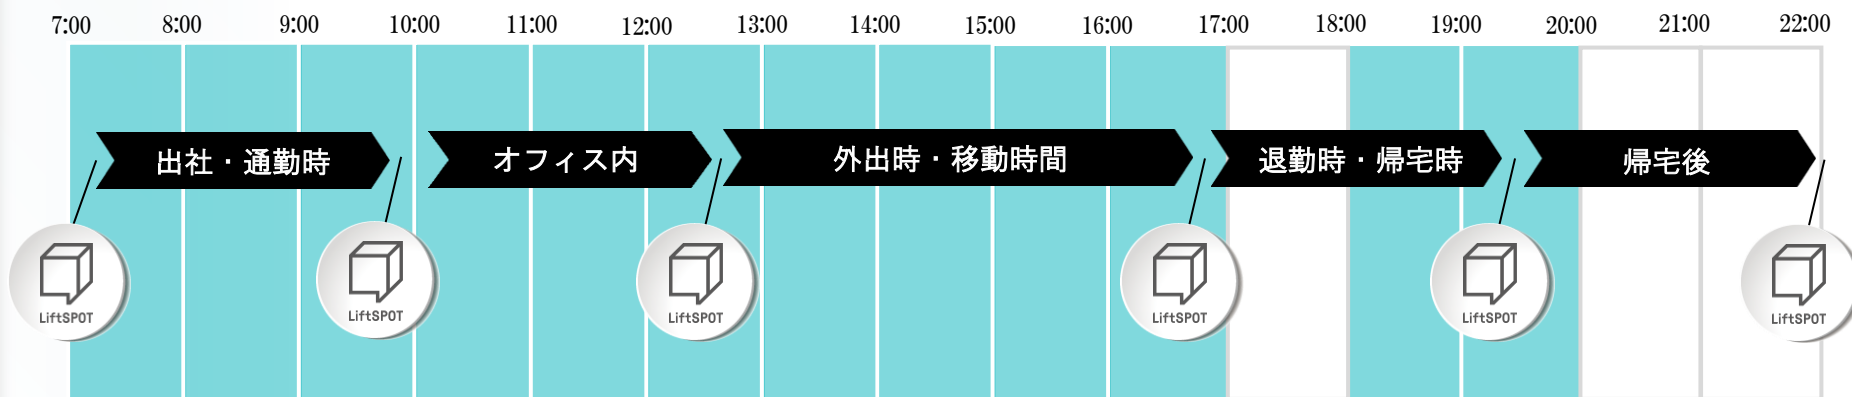 7:00 8:00 9:00 10:00 11:00 12:00 13:00 14:00 15:00 16:00 17:00 18:00 19:00 20:00 21:00 22:00
出社・通勤時 オフィス内 外出時・移動時間 退勤時・帰宅時 帰宅後
LiftSPOT LiftSPOT LiftSPOT LiftSPOT LiftSPOT LiftSPOT